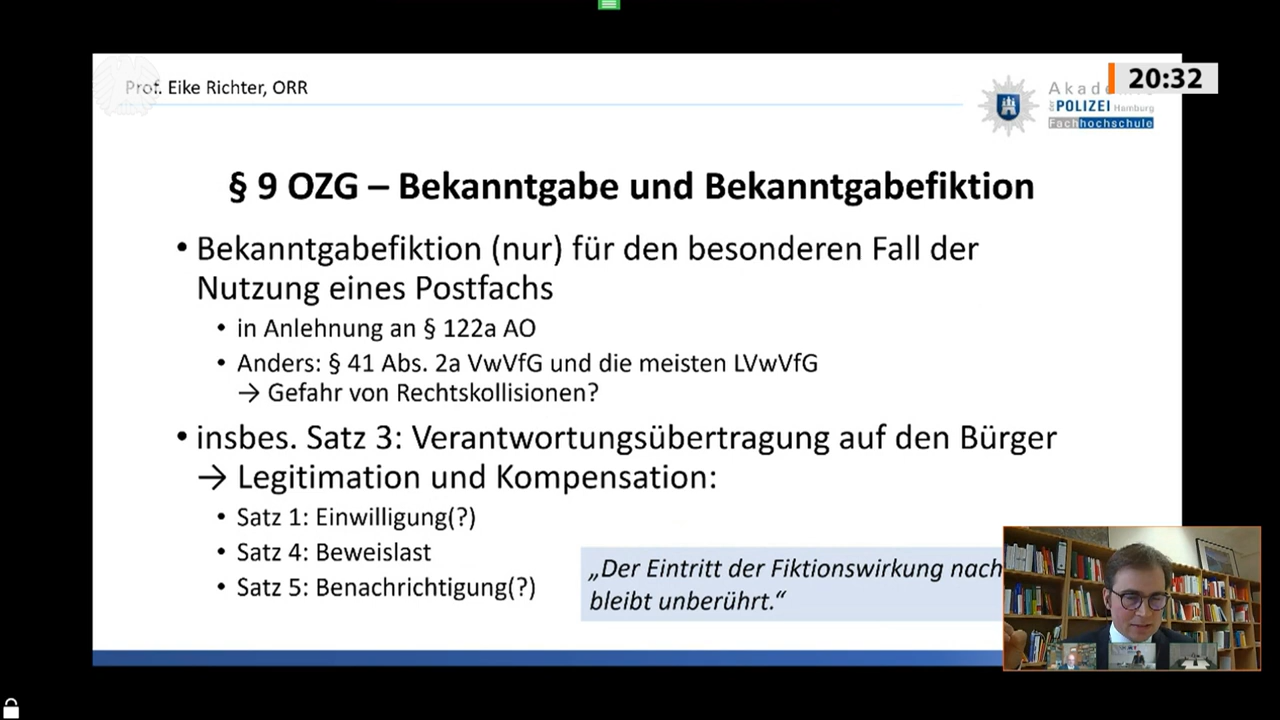 Prof. Eike Richter, ORR
20:32
POLIZEI Hamburg
Fachhochschule
§ 9 OZG – Bekanntgabe und Bekanntgabefiktion
• Bekanntgabefiktion (nur) für den besonderen Fall der
Nutzung eines Postfachs
• in Anlehnung an § 122a AO
• Anders: § 41 Abs. 2a VwVfG und die meisten LVwVfG
→ Gefahr von Rechtskollisionen?
• insbes. Satz 3: Verantwortungsübertragung auf den Bürger
→ Legitimation und Kompensation:
• Satz 1: Einwilligung(?)
• Satz 4: Beweislast
• Satz 5: Benachrichtigung(?)
„Der Eintritt der Fiktionswirkung nach
bleibt unberührt.“